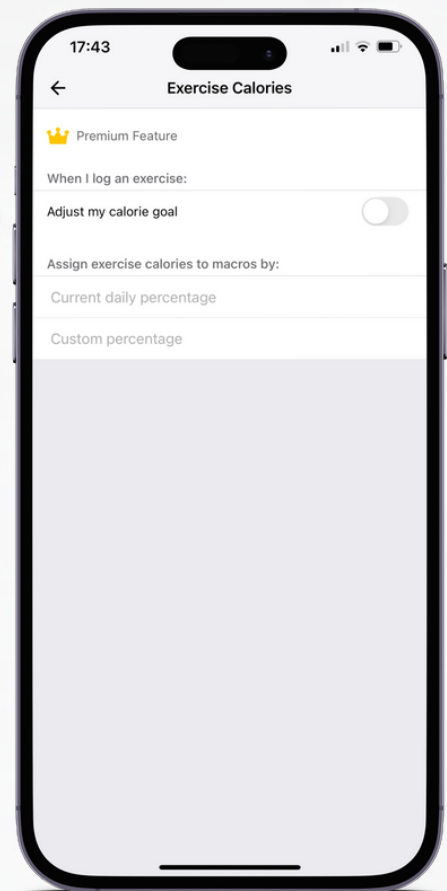 17:43
Exercise Calories
Premium Feature
When I log an exercise:
Adjust my calorie goal
Assign exercise calories to macros by:
Current daily percentage
Custom percentage